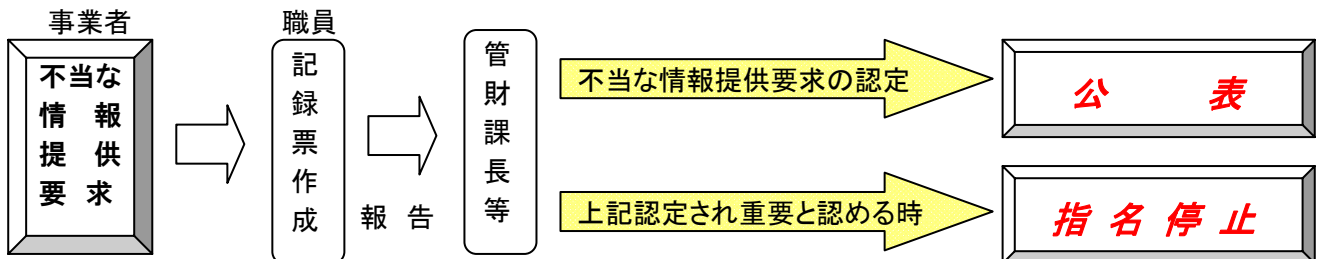 事業者
不当な
情報
提供
要求
職員
記録票作成
報告
管財課長等
不当な情報提供要求の認定
公表
上記認定され重要と認める時
指名停止